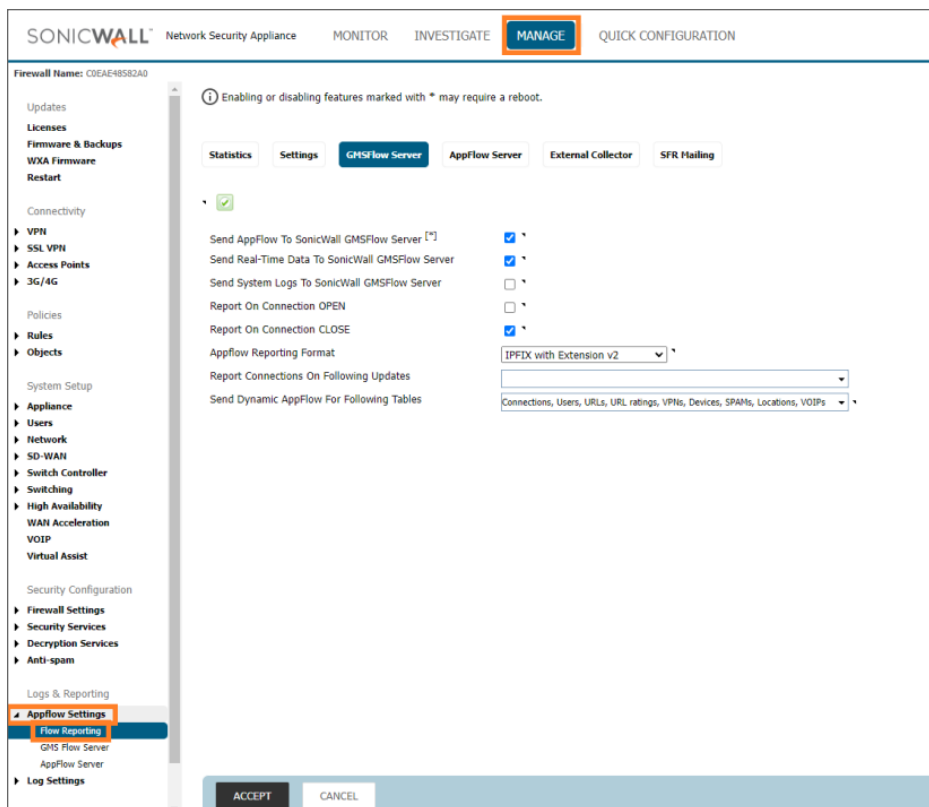 SONICWALL Network Security Appliance MONITOR INVESTIGATE MANAGE QUICK CONFIGURATION
Firewall Name: C0EAE48582A0
Updates
Licenses
Firmware & Backups
WXA Firmware
Restart
Connectivity
VPN
SSL VPN
Access Points
3G/4G
Policies
Rules
Objects
System Setup
Appliance
Users
Network
SD-WAN
Switch Controller
Switching
High Availability
WAN Acceleration
VOIP
Virtual Assist
Security Configuration
Firewall Settings
Security Services
Decryption Services
Anti-spam
Logs & Reporting
Appflow Settings
Flow Reporting
GMS Flow Server
AppFlow Server
Log Settings
Enabling or disabling features marked with * may require a reboot.
Statistics Settings GMSFlow Server AppFlow Server External Collector SFR Mailing
Send AppFlow To SonicWall GMSFlow Server [*]
Send Real-Time Data To SonicWall GMSFlow Server
Send System Logs To SonicWall GMSFlow Server
Report On Connection OPEN
Report On Connection CLOSE
Appflow Reporting Format IPFIX with Extension v2
Report Connections On Following Updates
Send Dynamic AppFlow For Following Tables Connections, Users, URLs, URL ratings, VPNs, Devices, SPAMs, Locations, VOIPs
ACCEPT CANCEL